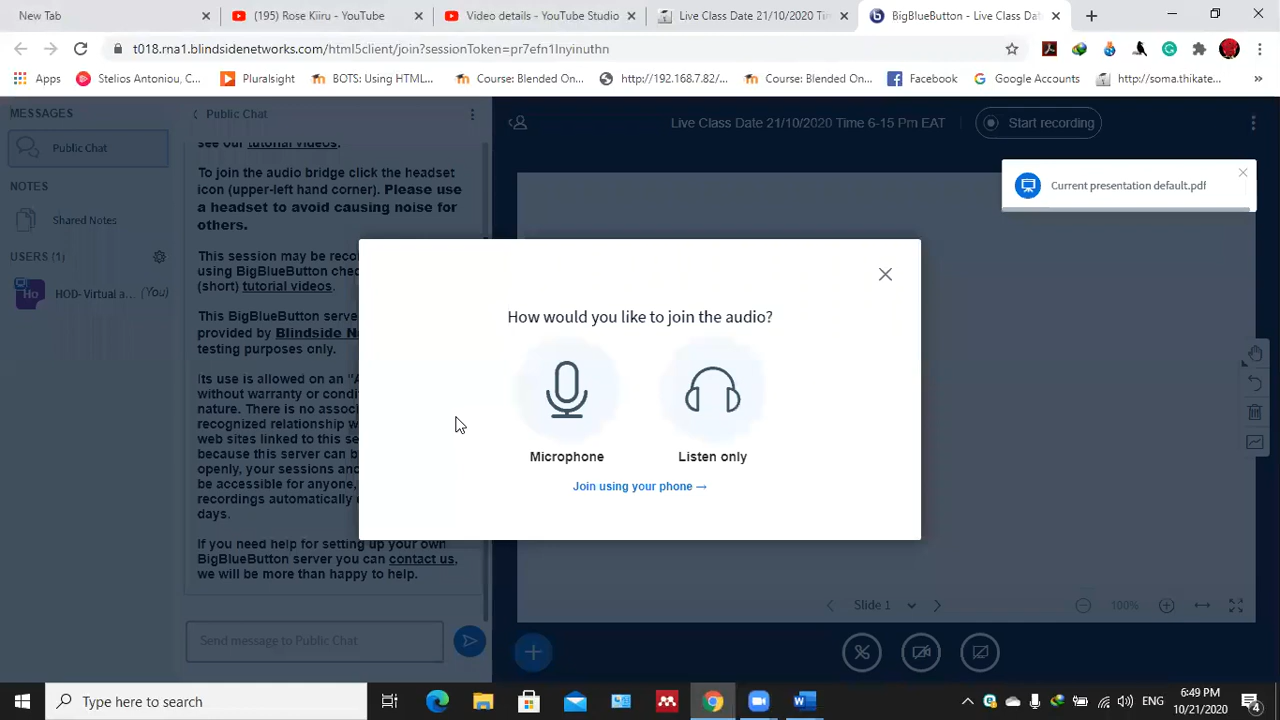 New Tab
(195) Rose Kiiru - YouTube
Video details - YouTube Studio
Live Class Date 21/10/2020 Tim
BigBlueButton - Live Class Dat
t018.rna1.blindsidenetworks.com/html5client/join?sessionToken=pr7efn1lnyinuthn
Apps
Stelios Antoniou, C...
Pluralsight
BOTS: Using HTML...
Course: Blended On...
http://192.168.7.82/...
Course: Blended On...
Facebook
Google Accounts
http://soma.thikate...
MESSAGES
Public Chat
NOTES
Shared Notes
USERS (1)
Ho
HOD- Virtual a... (You)
Public Chat
see our tutorial videos.
To join the audio bridge click the headset
icon (upper-left hand corner). Please use
a headset to avoid causing noise for
others.
This session may be reco
using BigBlueButton chec
(short) tutorial videos.
This BigBlueButton serve
provided by Blindside Ne
testing purposes only.
Its use is allowed on an "A
without warranty or condi
nature. There is no assoc
recognized relationship w
web sites linked to this se
because this server can b
openly, your sessions and
be accessible for anyone,
recordings automatically e
days.
If you need help for setting up your own
BigBlueButton server you can contact us,
we will be more than happy to help.
Send message to Public Chat
Live Class Date 21/10/2020 Time 6-15 Pm EAT
Start recording
Current presentation default.pdf
How would you like to join the audio?
Microphone
Listen only
Join using your phone →
Slide 1
100%
Type here to search
ENG
6:49 PM
10/21/2020
4